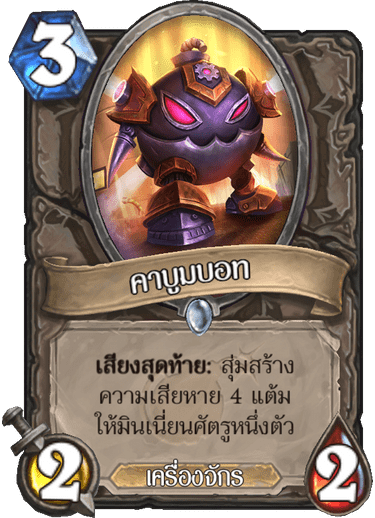 3
คาบูมบอท
เสียงสุดท้าย: สุ่มสร้าง
ความเสียหาย 4 แต้ม
ให้มินเนี่ยนศัตรูหนึ่งตัว
2
เครื่องจักร
2